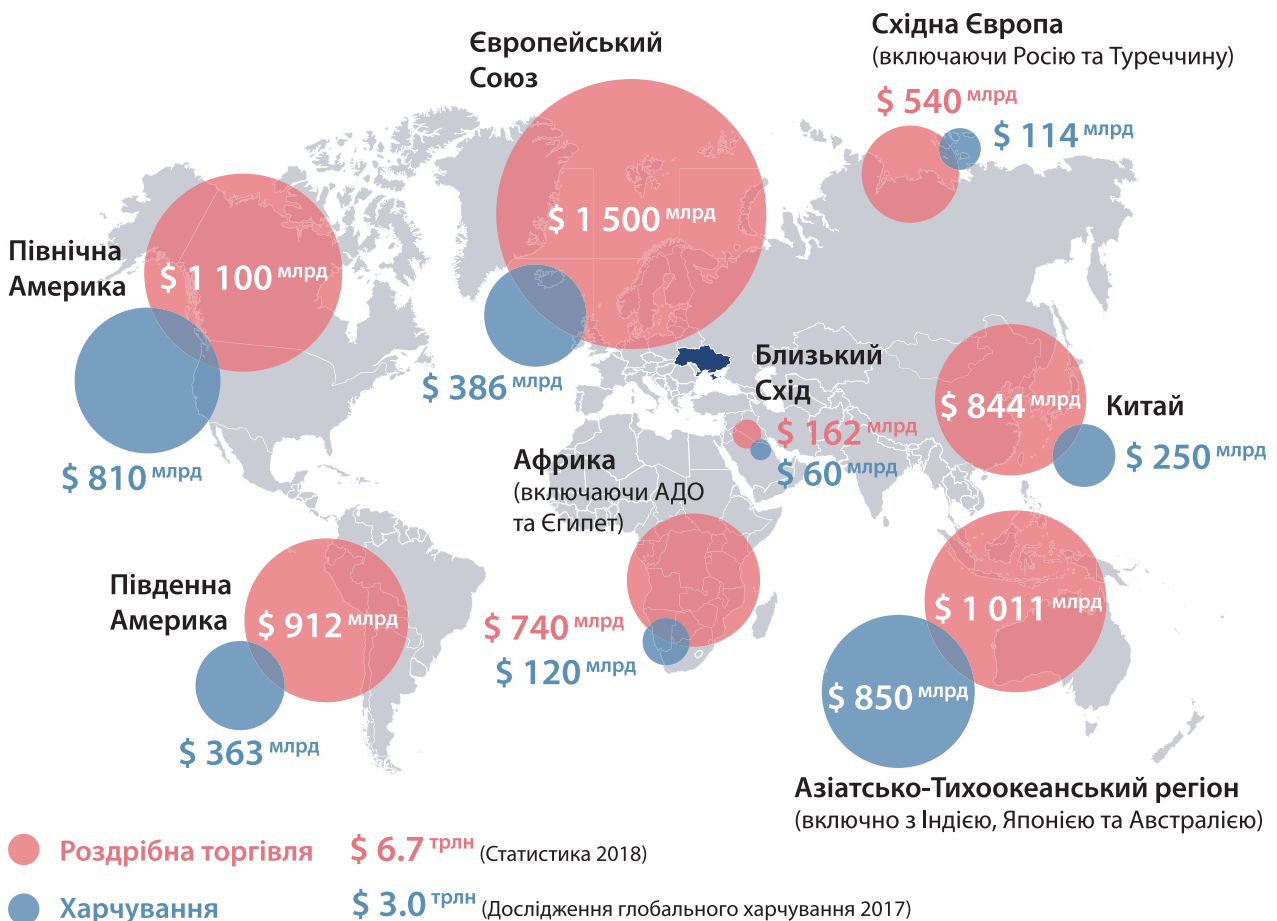 Європейський
Союз
$ 1 500 млрд
$ 386 млрд
Східна Європа
(включаючи Росію та Туреччину)
$ 540 млрд
$ 114 млрд
Північна
Америка
$ 1 100 млрд
$ 810 млрд
Близький
Схід
$ 162 млрд
$ 60 млрд
$ 844 млрд
Китай
$ 250 млрд
Африка
(включаючи АДО
та Єгипет)
$ 740 млрд
$ 120 млрд
Південна
Америка
$ 912 млрд
$ 363 млрд
$ 1 011 млрд
$ 850 млрд
Азіатсько-Тихоокеанський регіон
(включно з Індією, Японією та Австралією)
Роздрібна торгівля $ 6.7 трлн (Статистика 2018)
Харчування $ 3.0 трлн (Дослідження глобального харчування 2017)